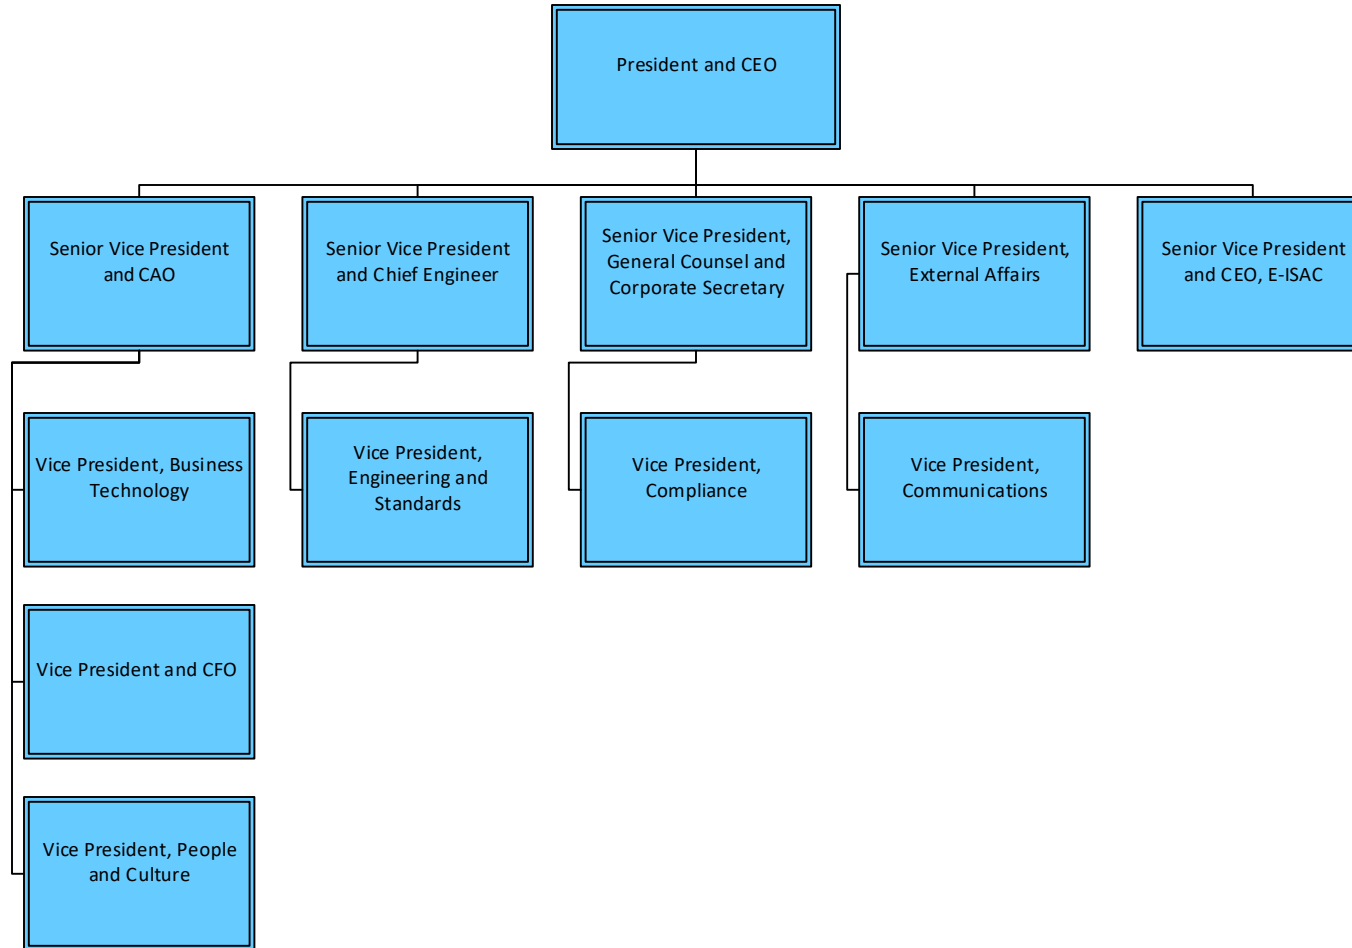 President and CEO
Senior Vice President
and CAO
Senior Vice President
and Chief Engineer
Senior Vice President,
General Counsel and
Corporate Secretary
Senior Vice President,
External Affairs
Senior Vice President
and CEO, E-ISAC
Vice President, Business
Technology
Vice President,
Engineering and
Standards
Vice President,
Compliance
Vice President,
Communications
Vice President and CFO
Vice President, People
and Culture